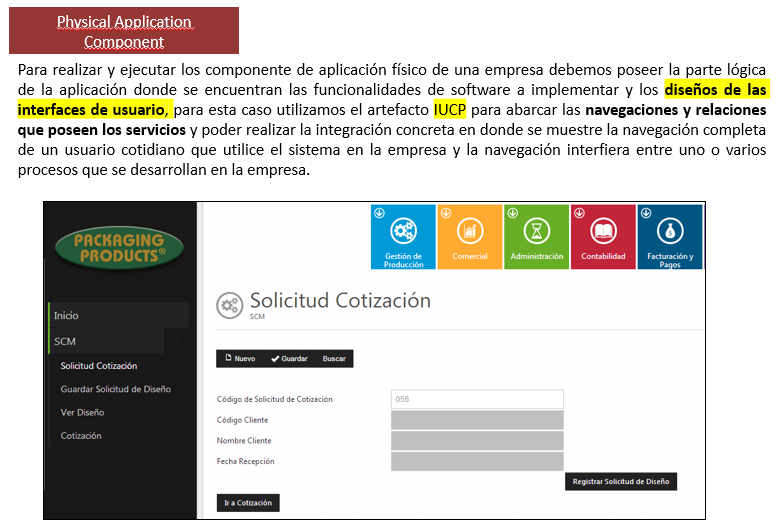 Physical Application
Component
Para realizar y ejecutar los componente de aplicación físico de una empresa debemos poseer la parte lógica
de la aplicación donde se encuentran las funcionalidades de software a implementar y los diseños de las
interfaces de usuario, para esta caso utilizamos el artefacto IUCP para abarcar las navegaciones y relaciones
que poseen los servicios y poder realizar la integración concreta en donde se muestre la navegación completa
de un usuario cotidiano que utilice el sistema en la empresa y la navegación interfiera entre uno o varios
procesos que se desarrollan en la empresa.
PACKAGING
PRODUCTS®
Gestión de
Producción
Comercial
Administración
Contabilidad
Facturación y
Pagos
Solicitud Cotización
SCM
Inicio
SCM
Solicitud Cotización
Guardar Solicitud de Diseño
Ver Diseño
Cotización
Nuevo Guardar Buscar
Código de Solicitud de Cotización 056
Código Cliente
Nombre Cliente
Fecha Recepción
Registrar Solicitud de Diseño
Ir a Cotización